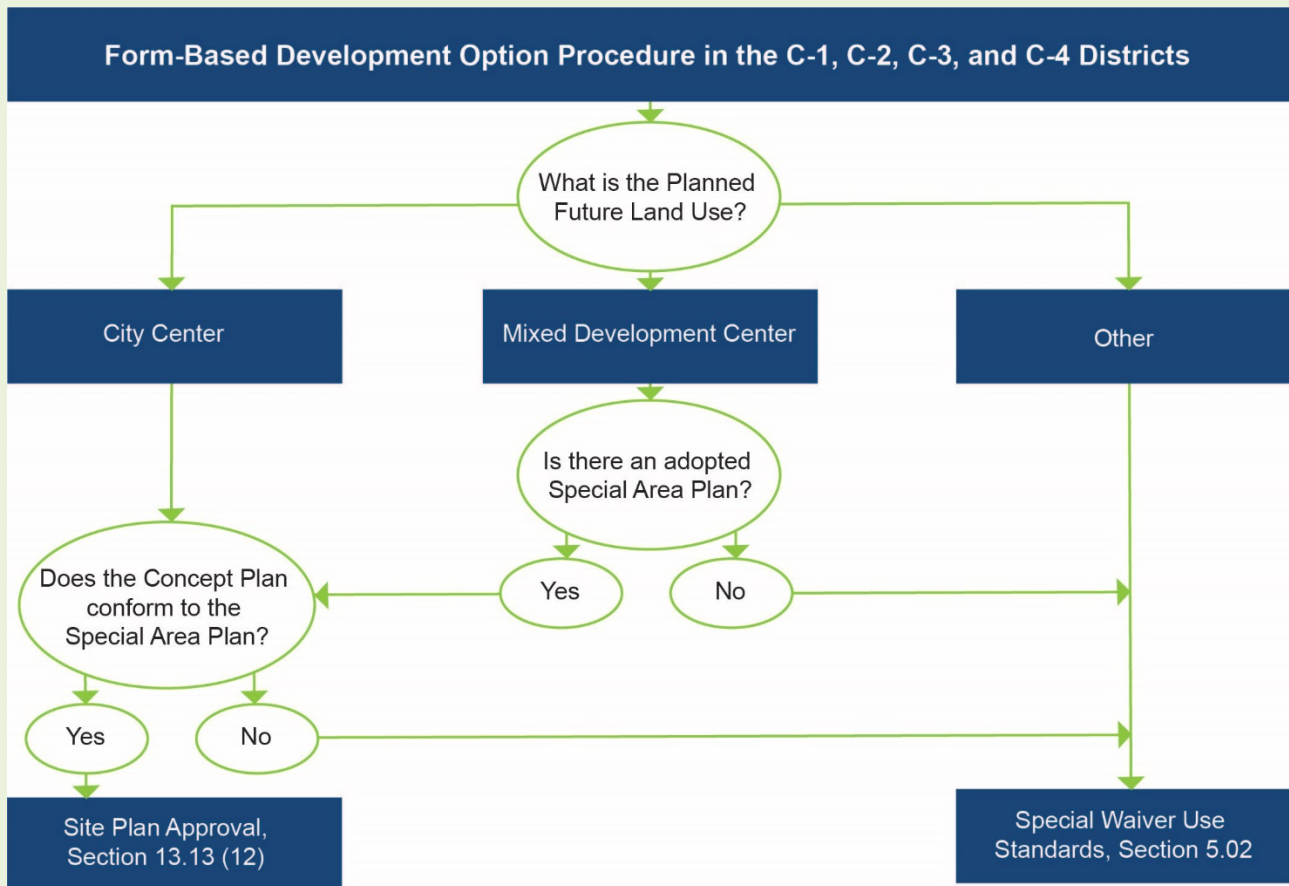 Form-Based Development Option Procedure in the C-1, C-2, C-3, and C-4 Districts
What is the Planned
Future Land Use?
City Center
Mixed Development Center
Other
Is there an adopted
Special Area Plan?
Yes
No
Does the Concept Plan
conform to the
Special Area Plan?
Yes
No
Site Plan Approval,
Section 13.13 (12)
Special Waiver Use
Standards, Section 5.02